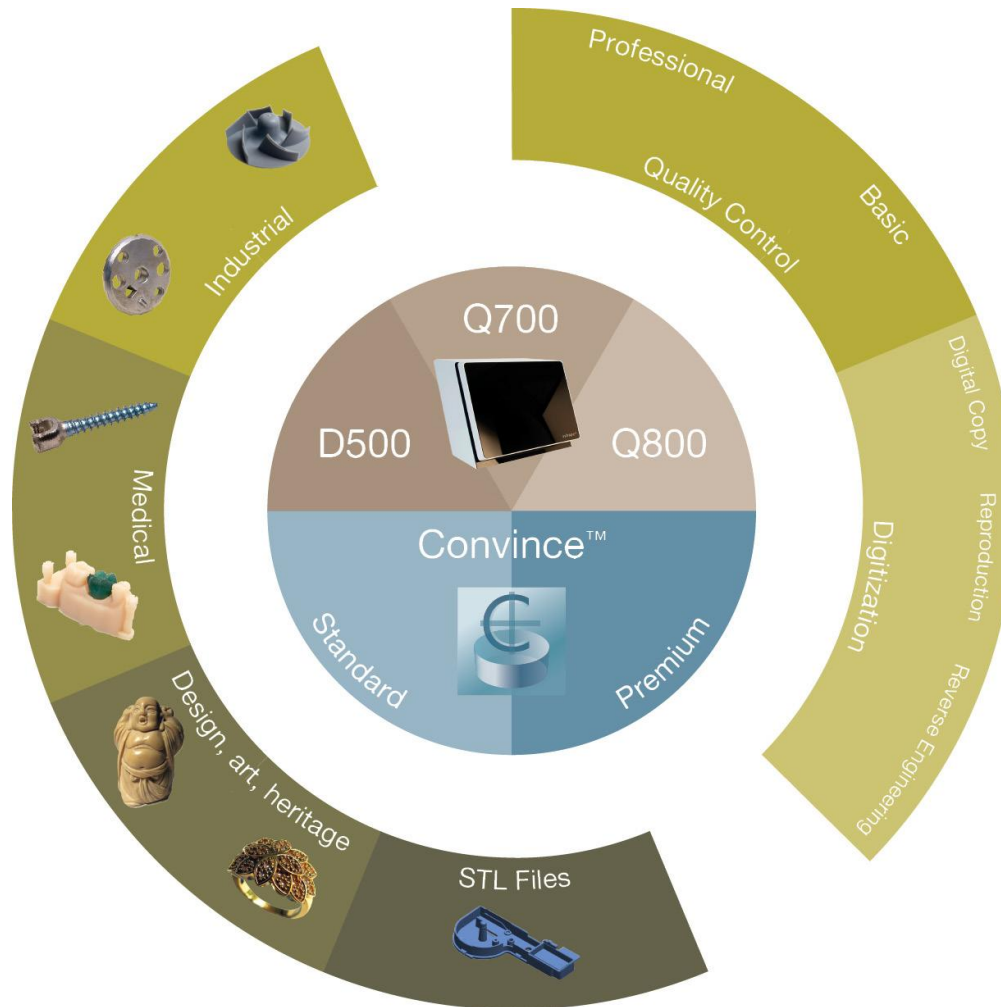 Professional
Basic
Quality Control
Industrial
Q700
D500
Q800
Digital Copy
Reproduction
Reverse Engineering
Digitization
Medical
Convince™
Standard
Premium
Design, art, heritage
STL Files